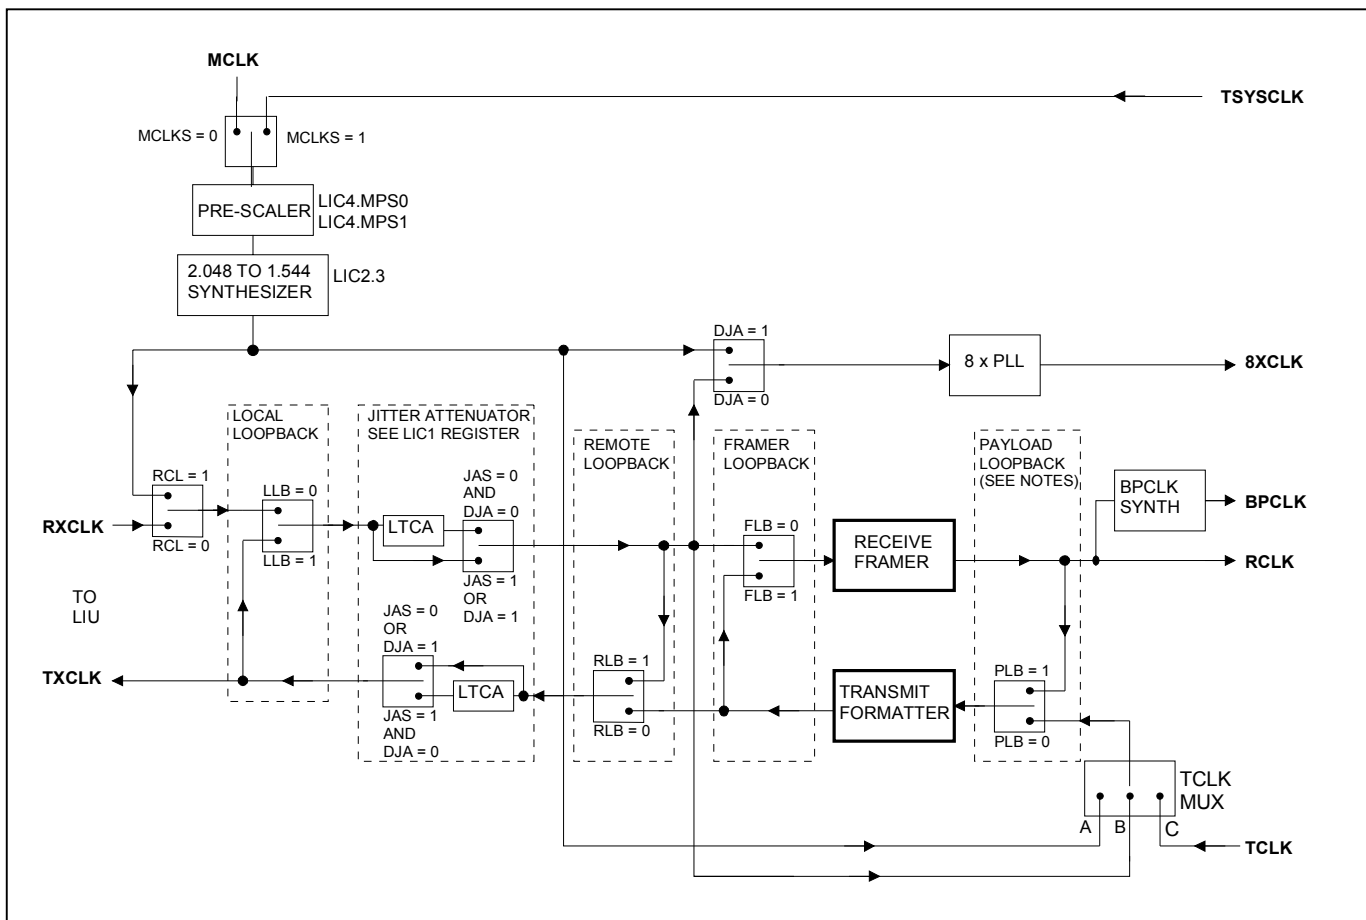 MCLK
TSYSCLK
MCLKS = 0
MCLKS = 1
PRE-SCALER
LIC4.MPS0
LIC4.MPS1
2.048 TO 1.544
SYNTHESIZER
LIC2.3
DJA = 1
DJA = 0
8 x PLL
8XCLK
LOCAL
LOOPBACK
JITTER ATTENUATOR
SEE LIC1 REGISTER
REMOTE
LOOPBACK
FRAMER
LOOPBACK
PAYLOAD
LOOPBACK
(SEE NOTES)
RCL = 1
RCL = 0
RXCLK
LLB = 0
LLB = 1
LTCA
JAS = 0
AND
DJA = 0
JAS = 1
OR
DJA = 1
FLB = 0
FLB = 1
RECEIVE
FRAMER
BPCLK
SYNTH
BPCLK
RCLK
TO
LIU
TXCLK
JAS = 0
OR
DJA = 1
LTCA
JAS = 1
AND
DJA = 0
RLB = 1
RLB = 0
TRANSMIT
FORMATTER
PLB = 1
PLB = 0
TCLK
MUX
A
B
C
TCLK